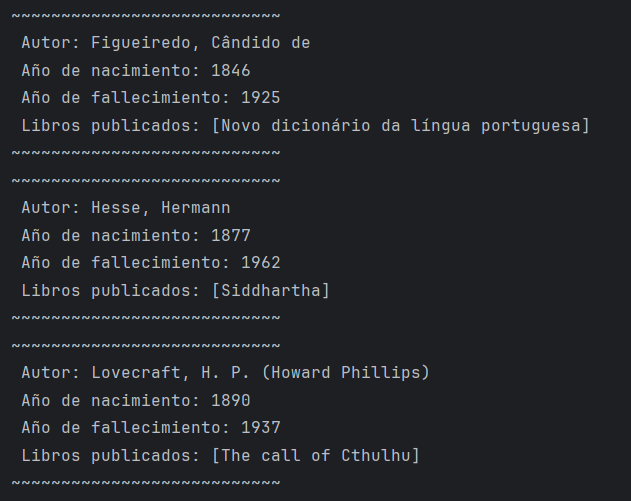 ~~~~~~~~~~~~~~~~~~~~~~~~~~~
Autor: Figueiredo, Cândido de
Año de nacimiento: 1846
Año de fallecimiento: 1925
Libros publicados: [Novo dicionário da língua portuguesa]
~~~~~~~~~~~~~~~~~~~~~~~~~~~
~~~~~~~~~~~~~~~~~~~~~~~~~~~
Autor: Hesse, Hermann
Año de nacimiento: 1877
Año de fallecimiento: 1962
Libros publicados: [Siddhartha]
~~~~~~~~~~~~~~~~~~~~~~~~~~~
~~~~~~~~~~~~~~~~~~~~~~~~~~~
Autor: Lovecraft, H. P. (Howard Phillips)
Año de nacimiento: 1890
Año de fallecimiento: 1937
Libros publicados: [The call of Cthulhu]
~~~~~~~~~~~~~~~~~~~~~~~~~~~